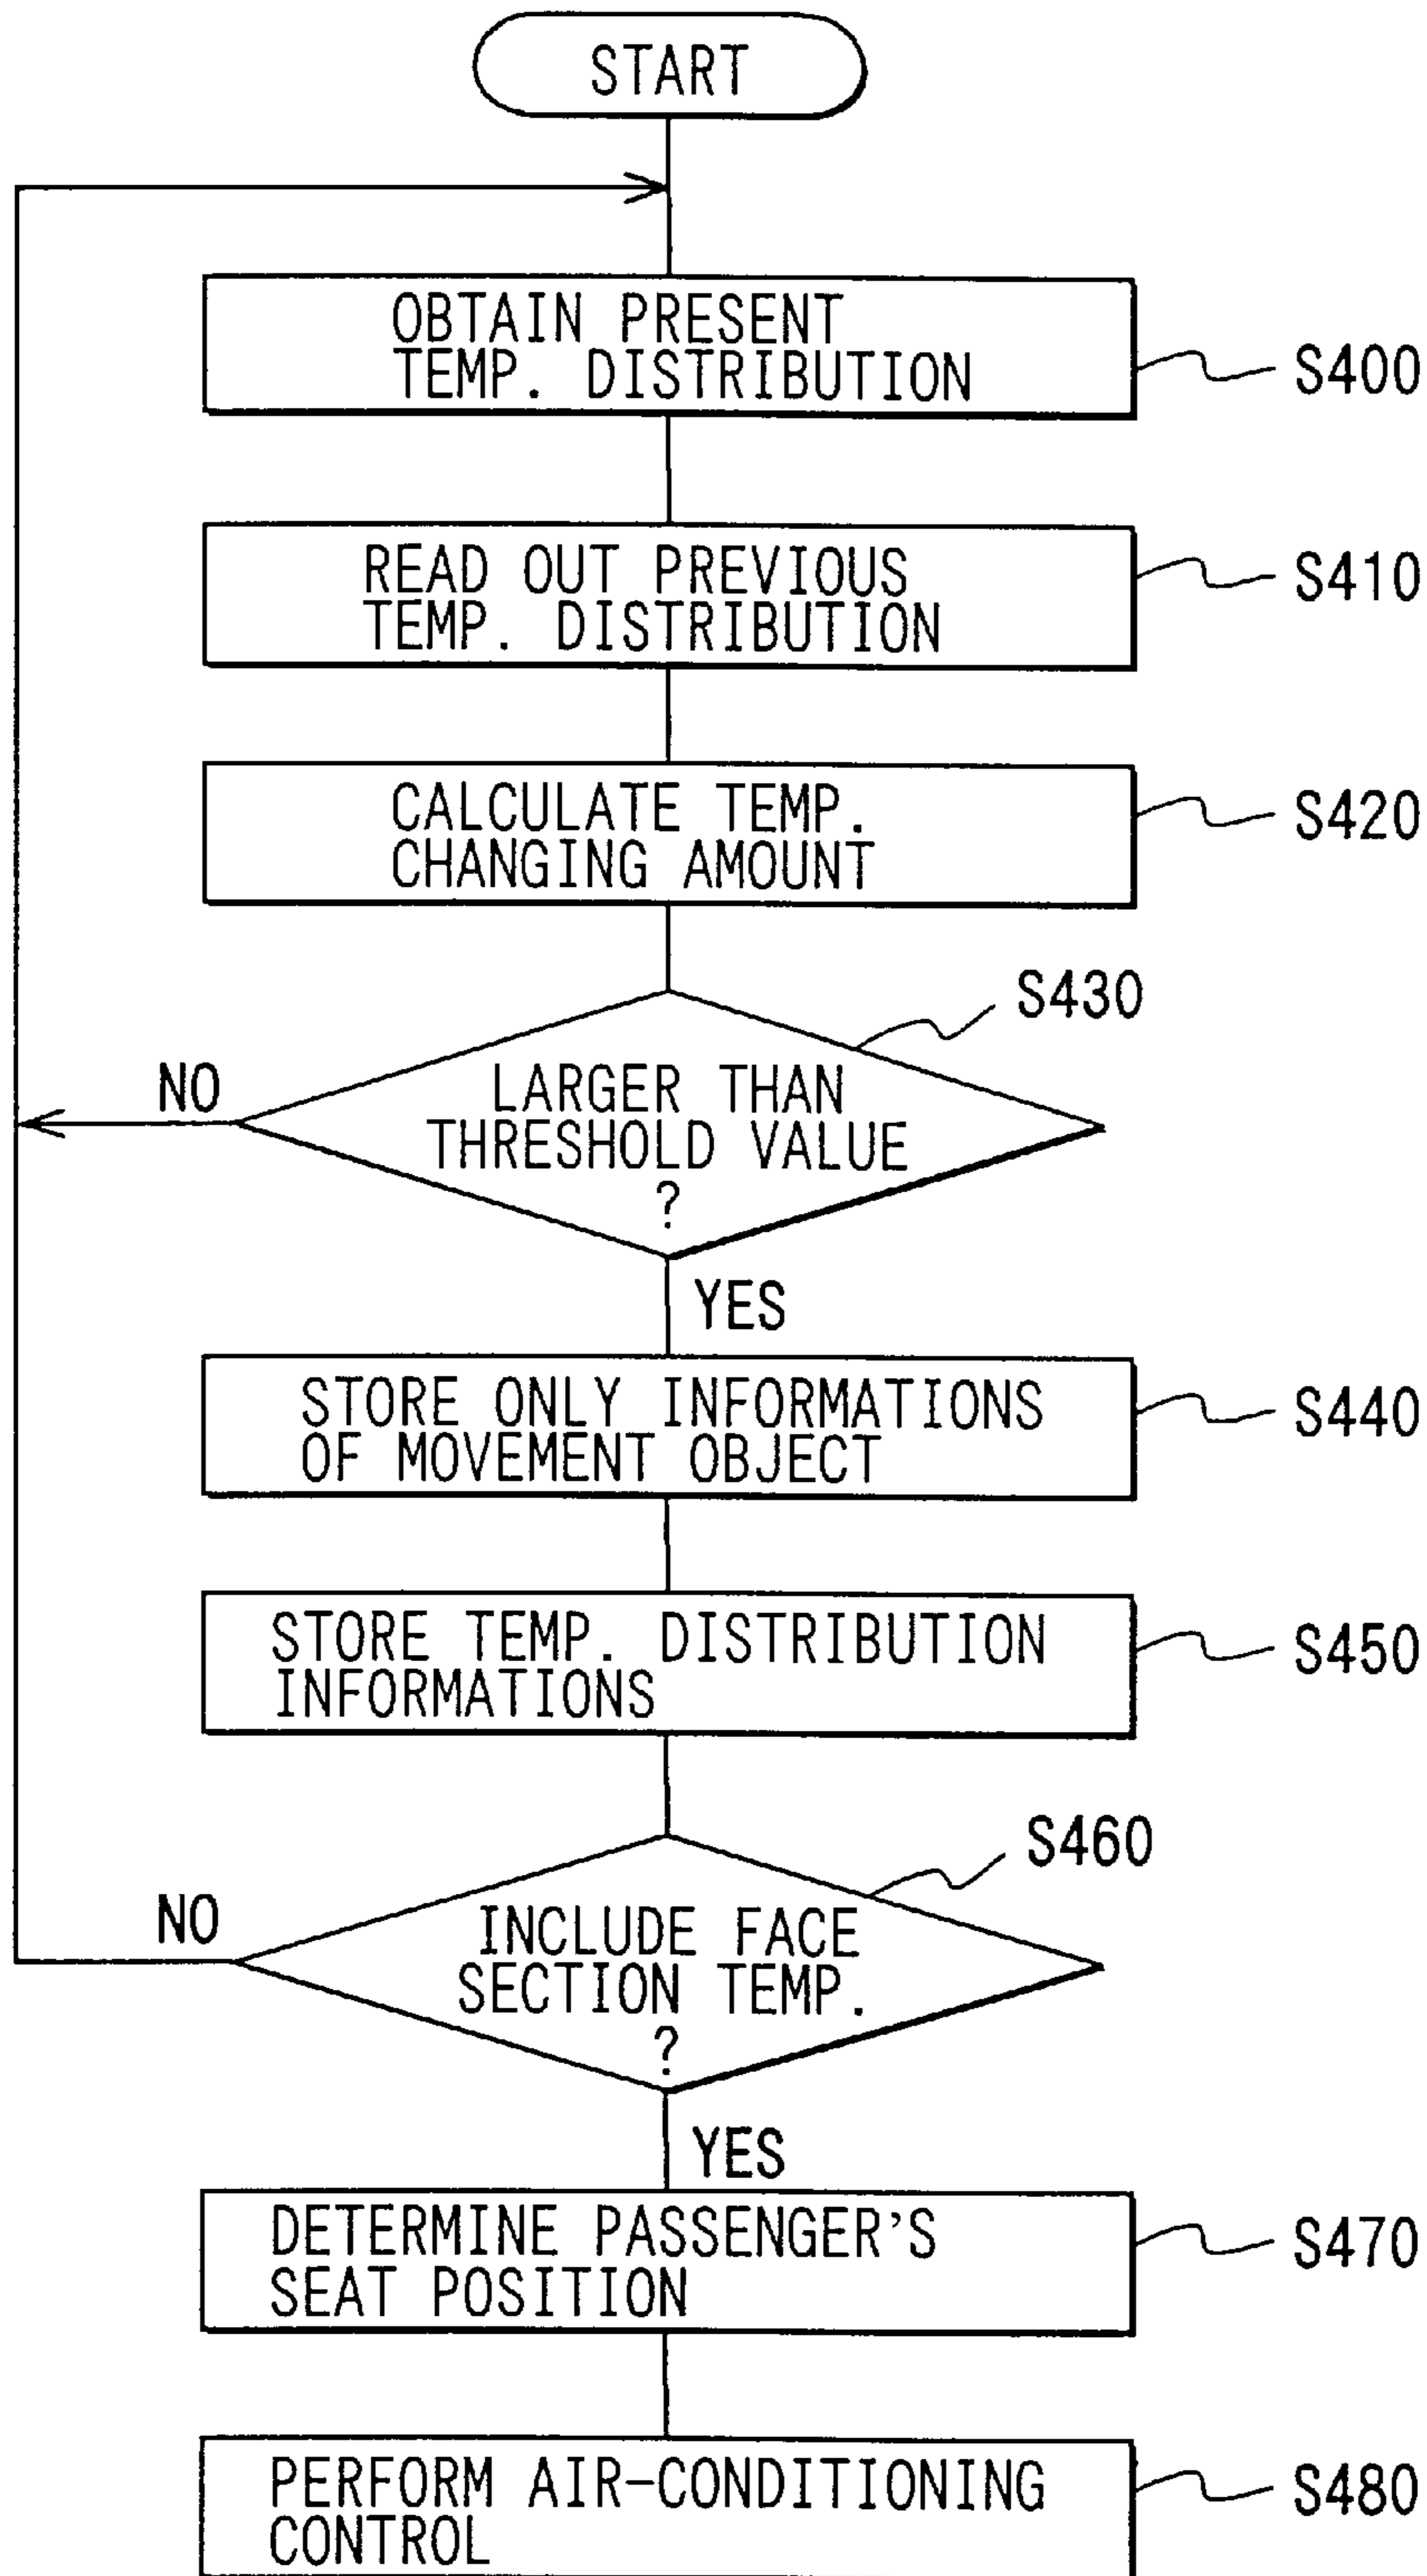 START
OBTAIN PRESENT
TEMP. DISTRIBUTION
S400
READ OUT PREVIOUS
TEMP. DISTRIBUTION
S410
CALCULATE TEMP.
CHANGING AMOUNT
S420
S430
NO
LARGER THAN
THRESHOLD VALUE
?
YES
STORE ONLY INFORMATIONS
OF MOVEMENT OBJECT
S440
STORE TEMP. DISTRIBUTION
INFORMATIONS
S450
S460
NO
INCLUDE FACE
SECTION TEMP.
?
YES
DETERMINE PASSENGER'S
SEAT POSITION
S470
PERFORM AIR-CONDITIONING
CONTROL
S480